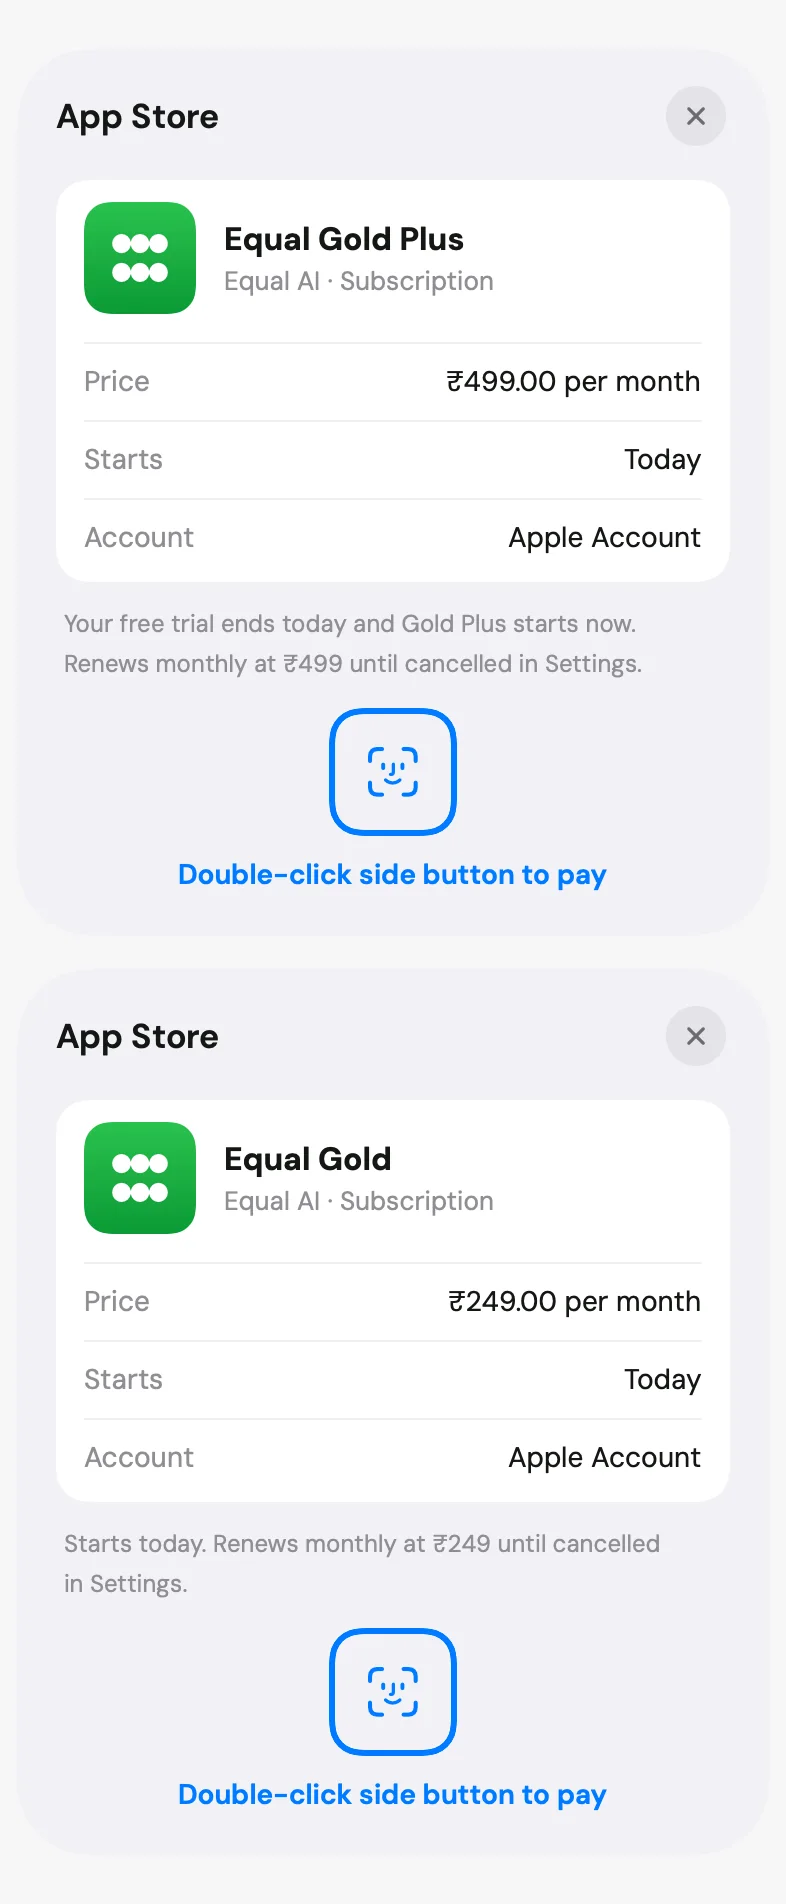 App Store
Equal Gold Plus
Equal AI · Subscription
Price ₹499.00 per month
Starts Today
Account Apple Account
Your free trial ends today and Gold Plus starts now.
Renews monthly at ₹499 until cancelled in Settings.
Double-click side button to pay
App Store
Equal Gold
Equal AI · Subscription
Price ₹249.00 per month
Starts Today
Account Apple Account
Starts today. Renews monthly at ₹249 until cancelled
in Settings.
Double-click side button to pay